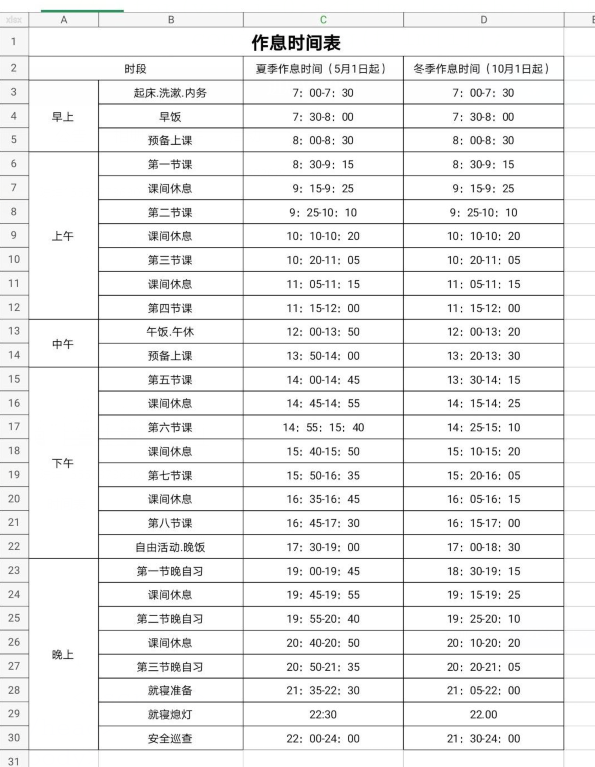 xlsx A B C D E
1 作息时间表
2 时段 夏季作息时间（5月1日起） 冬季作息时间（10月1日起）
3 起床.洗漱.内务 7：00-7：30 7：00-7：30
4 早上 早饭 7：30-8：00 7：30-8：00
5 预备上课 8：00-8：30 8：00-8：30
6 第一节课 8：30-9：15 8：30-9：15
7 课间休息 9：15-9：25 9：15-9：25
8 第二节课 9：25-10：10 9：25-10：10
9 上午 课间休息 10：10-10：20 10：10-10：20
10 第三节课 10：20-11：05 10：20-11：05
11 课间休息 11：05-11：15 11：05-11：15
12 第四节课 11：15-12：00 11：15-12：00
13 中午 午饭.午休 12：00-13：50 12：00-13：20
14 预备上课 13：50-14：00 13：20-13：30
15 第五节课 14：00-14：45 13：30-14：15
16 课间休息 14：45-14：55 14：15-14：25
17 第六节课 14：55：15：40 14：25-15：10
18 下午 课间休息 15：40-15：50 15：10-15：20
19 第七节课 15：50-16：35 15：20-16：05
20 课间休息 16：35-16：45 16：05-16：15
21 第八节课 16：45-17：30 16：15-17：00
22 自由活动.晚饭 17：30-19：00 17：00-18：30
23 第一节晚自习 19：00-19：45 18：30-19：15
24 课间休息 19：45-19：55 19：15-19：25
25 第二节晚自习 19：55-20：40 19：25-20：10
26 晚上 课间休息 20：40-20：50 20：10-20：20
27 第三节晚自习 20：50-21：35 20：20-21：05
28 就寝准备 21：35-22：30 21：05-22：00
29 就寝熄灯 22:30 22.00
30 安全巡查 22：00-24：00 21：30-24：00
31